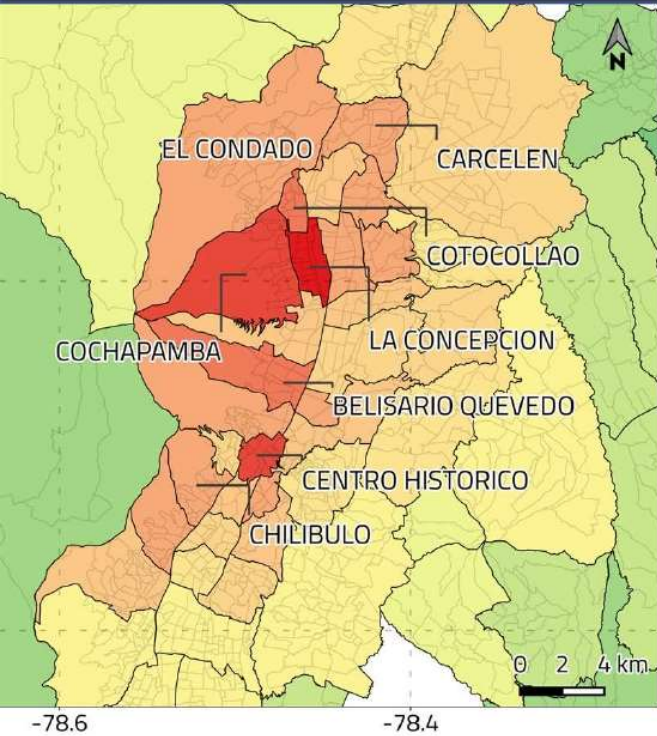 N
EL CONDADO
CARCELEN
COTOCOLLAO
LA CONCEPCION
COCHAPAMBA
BELISARIO QUEVEDO
CENTRO HISTORICO
CHILIBULO
0 2 4 km
-78.6 -78.4